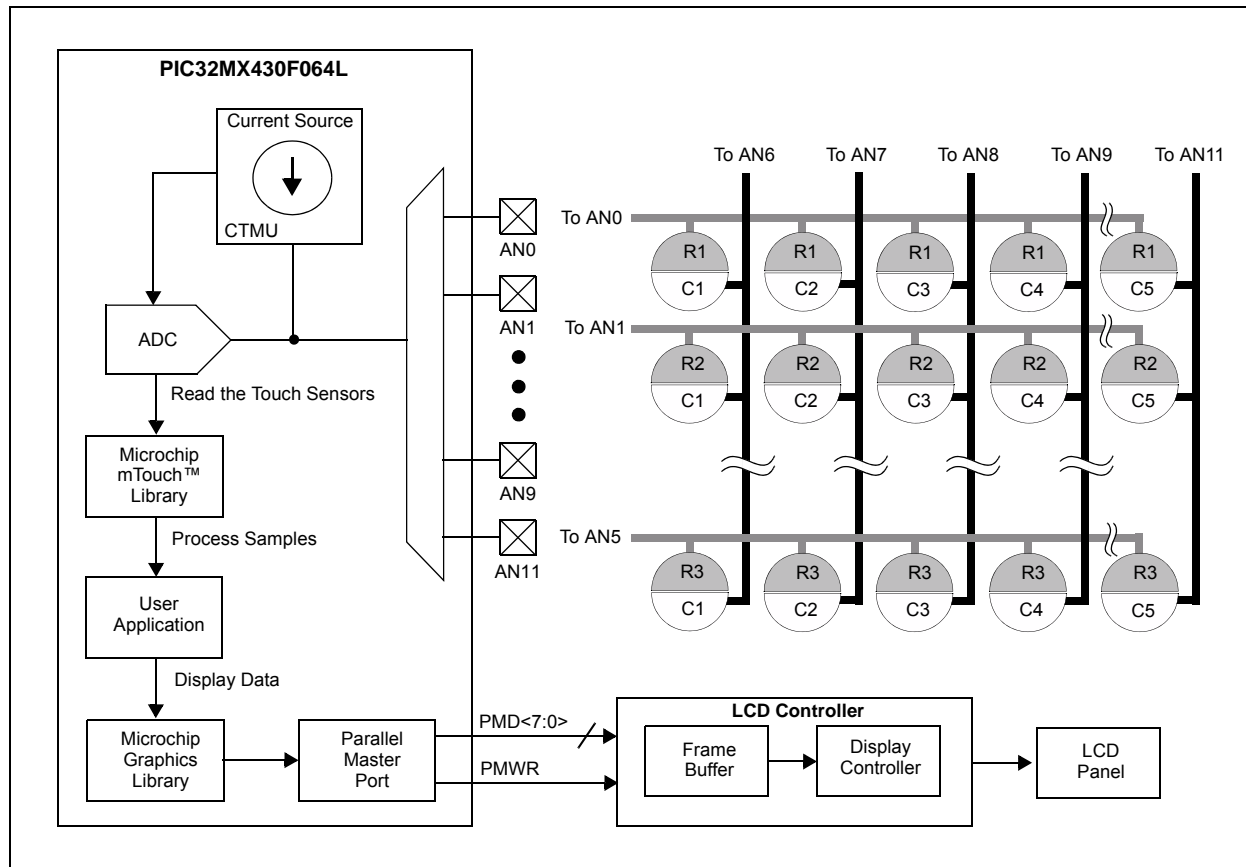 PIC32MX430F064L
Current Source
CTMU
ADC
Read the Touch Sensors
Microchip
mTouch™
Library
Process Samples
User
Application
Display Data
Microchip
Graphics
Library
Parallel
Master
Port
AN0
AN1
AN9
AN11
To AN6
To AN7
To AN8
To AN9
To AN11
To AN0
R1
R1
R1
R1
R1
C1
C2
C3
C4
C5
To AN1
R2
R2
R2
R2
R2
C1
C2
C3
C4
C5
To AN5
R3
R3
R3
R3
R3
C1
C2
C3
C4
C5
PMD<7:0>
PMWR
LCD Controller
Frame
Buffer
Display
Controller
LCD
Panel